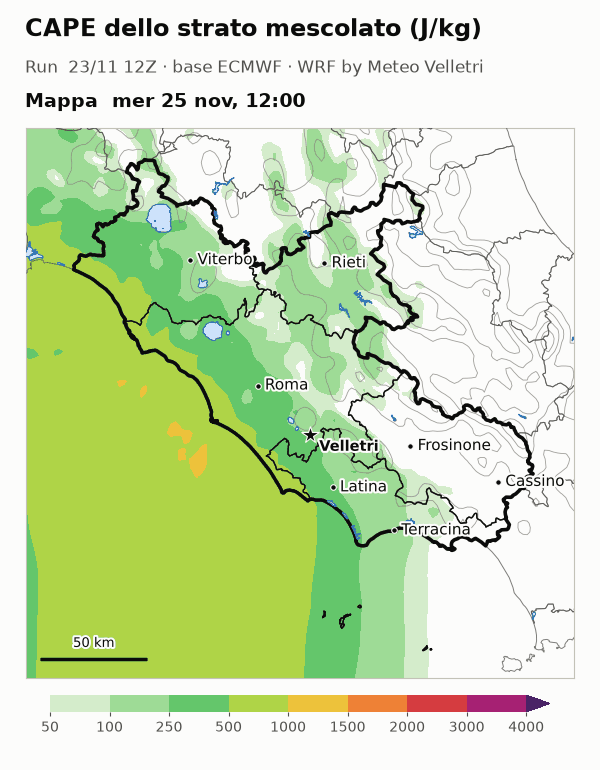 CAPE dello strato mescolato (J/kg)
Run  23/11 12Z · base ECMWF · WRF by Meteo Velletri
Mappa  mer 25 nov, 12:00
Viterbo
Rieti
Roma
Velletri
Frosinone
Latina
Cassino
Terracina
50 km
50 100 250 500 1000 1500 2000 3000 4000